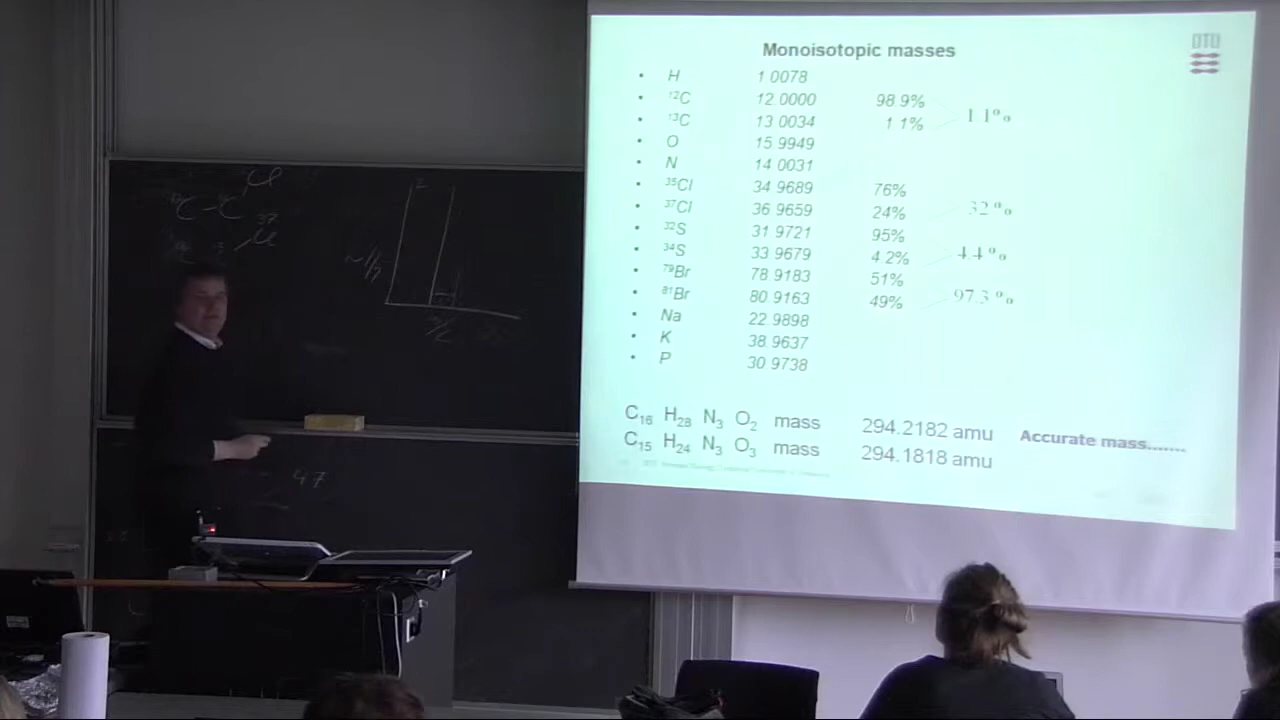 DTU
Monoisotopic masses
• H 1.0078
• ¹²C 12.0000 98.9%
1.1%
• ¹³C 13.0034 1.1%
• O 15.9949
• N 14.0031
• ³⁵Cl 34.9689 76%
• ³⁷Cl 36.9659 24% 32%
• ³²S 31.9721 95%
• ³⁴S 33.9679 4.2% 4.4%
• ⁷⁹Br 78.9183 51%
• ⁸¹Br 80.9163 49% 97.3%
• Na 22.9898
• K 38.9637
• P 30.9738
C₁₆ H₂₈ N₃ O₂ mass 294.2182 amu
C₁₅ H₂₄ N₃ O₃ mass 294.1818 amu
Accurate mass.......
47